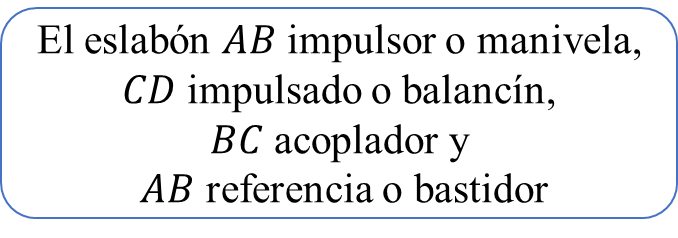 El eslabón AB impulsor o manivela,
CD impulsado o balancín,
BC acoplador y
AB referencia o bastidor